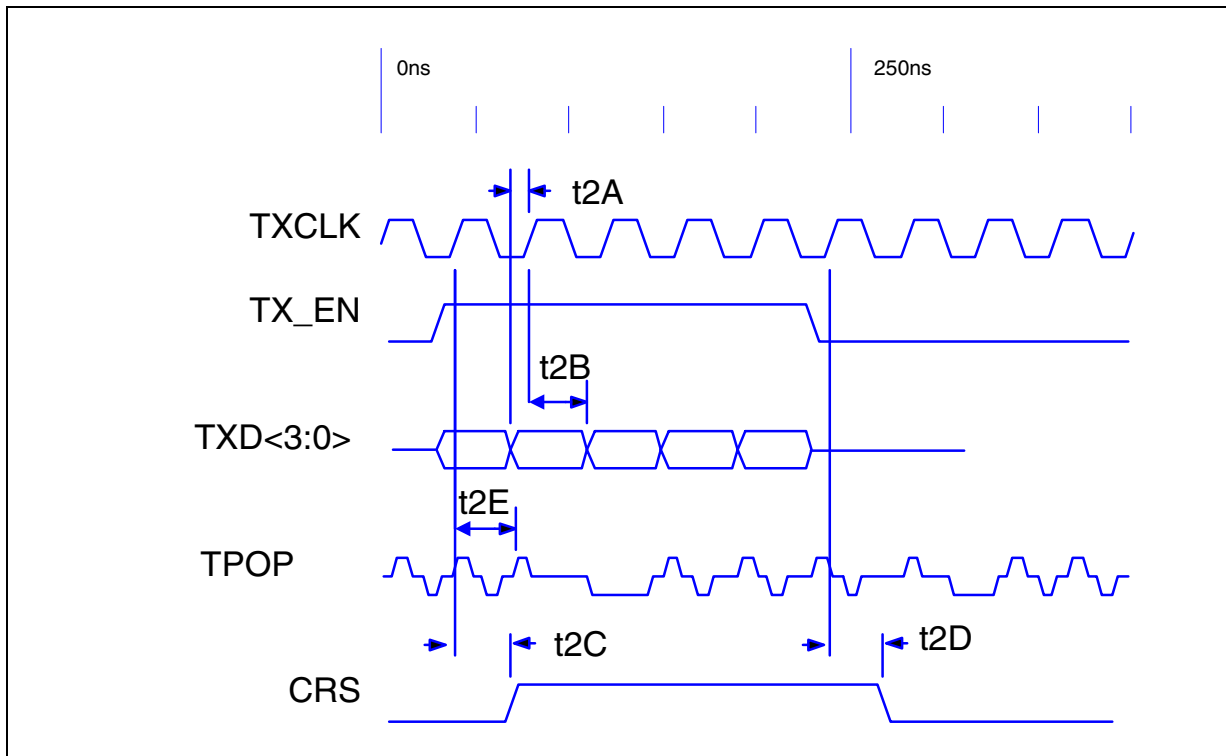 0ns
250ns
t2A
TXCLK
TX_EN
t2B
TXD<3:0>
t2E
TPOP
t2C
t2D
CRS